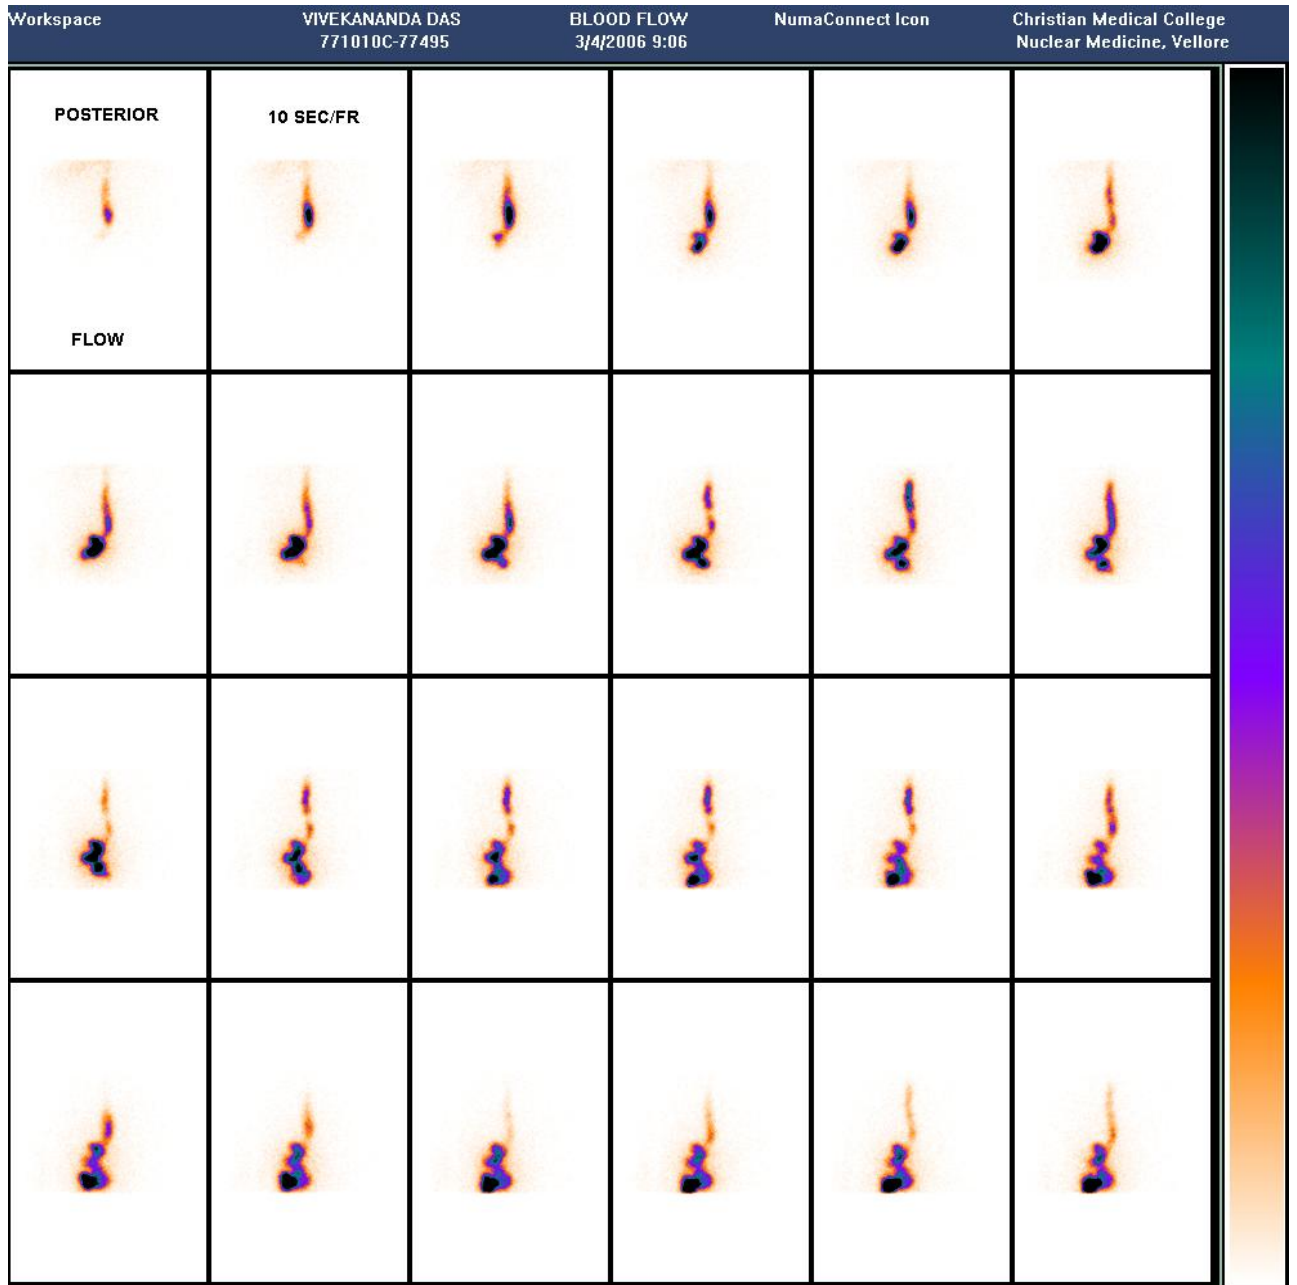 Workspace
VIVEKANANDA DAS
771010C-77495
BLOOD FLOW
3/4/2006 9:06
NumaConnect Icon
Christian Medical College
Nuclear Medicine, Vellore
POSTERIOR
10 SEC/FR
FLOW